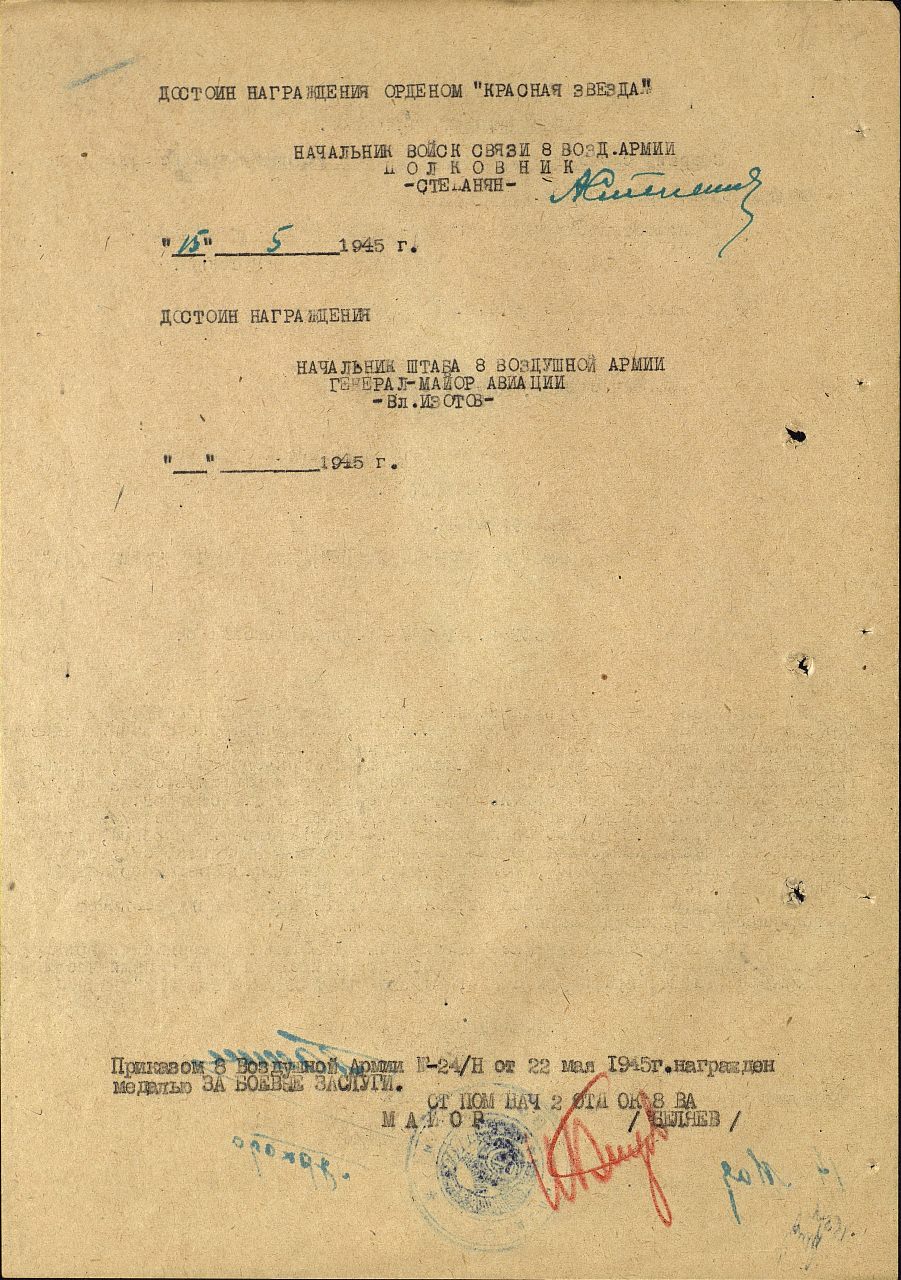 ДОСТОИН НАГРАЖДЕНИЯ ОРДЕНОМ "КРАСНАЯ ЗВЕЗДА"
НАЧАЛЬНИК ВОЙСК СВЯЗИ 8 ВОЗД.АРМИИ
ПОЛКОВНИК
-СТЕПАНЯН-
"15" 5 1945 г.
ДОСТОИН НАГРАЖДЕНИЯ
НАЧАЛЬНИК ШТАБА 8 ВОЗДУШНОЙ АРМИИ
ГЕНЕРАЛ-МАЙОР АВИАЦИИ
-Вл.ИЗОТОВ-
"__" ________1945 г.
Приказом 8 Воздушной Армии №-24/Н от 22 мая 1945г.награжден
медалью ЗА БОЕВЫЕ ЗАСЛУГИ.
СТ ПОМ НАЧ 2 ОТД ОК 8 ВА
МАЙОР / БЕЛЯЕВ /